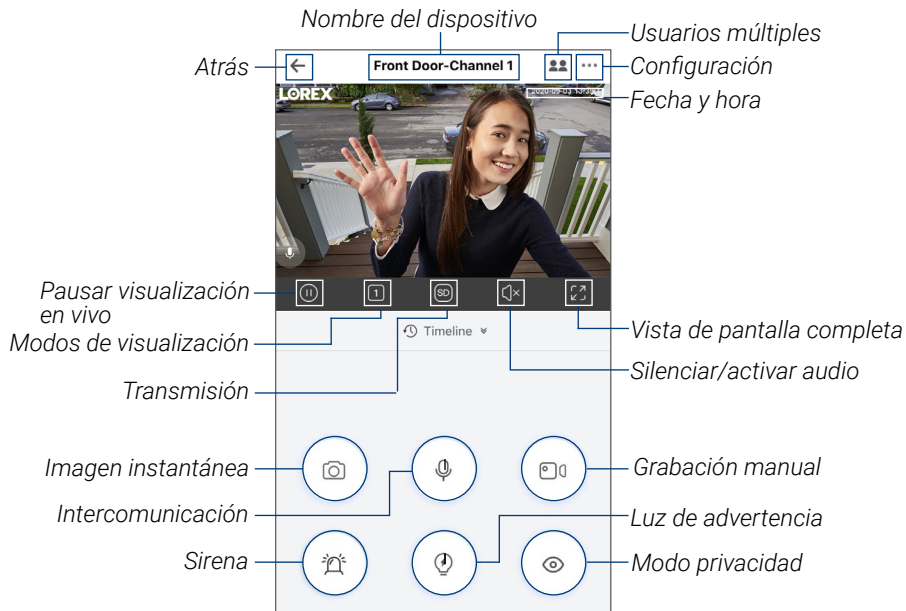 Nombre del dispositivo
Usuarios múltiples
Atrás
Front Door-Channel 1
Configuración
LOREX
Fecha y hora
Pausar visualización
en vivo
1
SD
Modos de visualización
Timeline
Vista de pantalla completa
Silenciar/activar audio
Transmisión
Imagen instantánea
Grabación manual
Intercomunicación
Luz de advertencia
Sirena
Modo privacidad